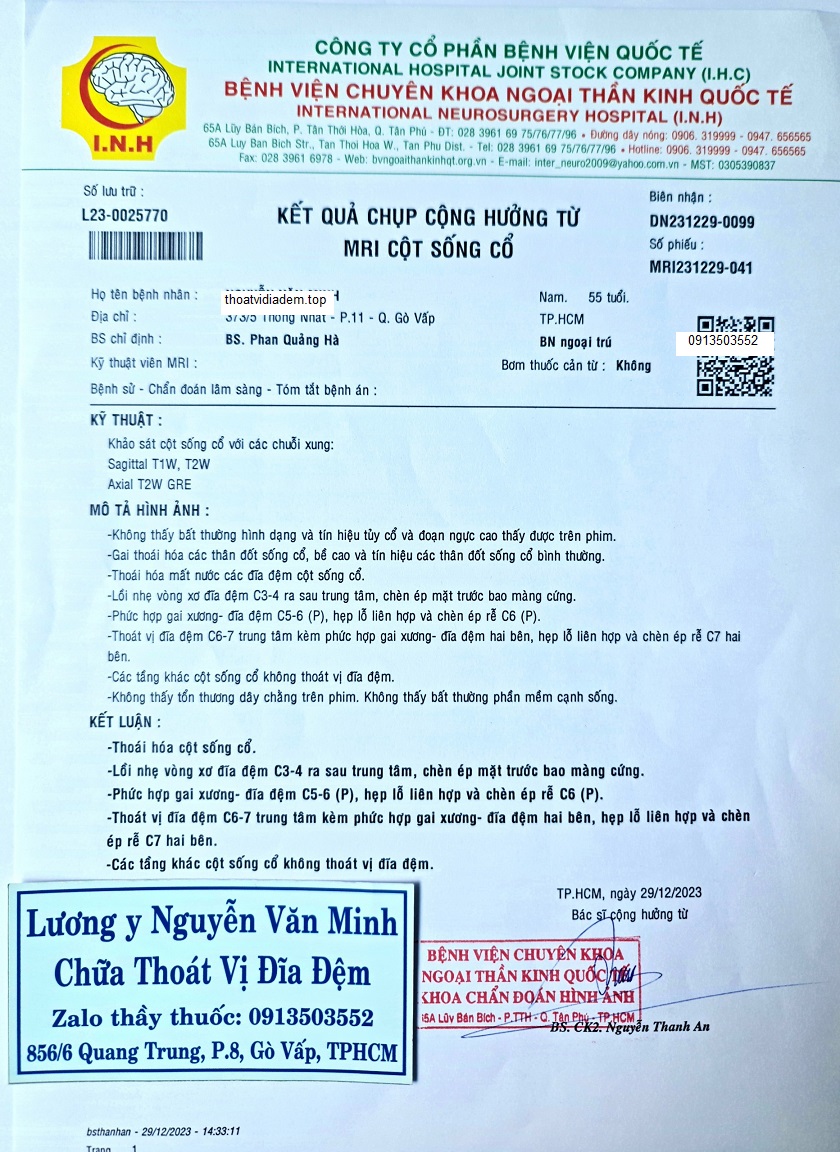 CÔNG TY CỔ PHẦN BỆNH VIỆN QUỐC TẾ
INTERNATIONAL HOSPITAL JOINT STOCK COMPANY (I.H.C)
BỆNH VIỆN CHUYÊN KHOA NGOẠI THẦN KINH QUỐC TẾ
INTERNATIONAL NEUROSURGERY HOSPITAL (I.N.H)
I.N.H
65A Lũy Bán Bích, P. Tân Thới Hòa, Q. Tân Phú - ĐT: 028 3961 69 75/76/77/96 • Đường dây nóng: 0906. 319999 - 0947. 656565
65A Luy Ban Bich Str., Tan Thoi Hoa W., Tan Phu Dist. - Tel: 028 3961 69 75/76/77/96 • Hotline: 0906. 319999 - 0947. 656565
Fax: 028 3961 6978 - Web: bvngoaithankinhqt.org.vn - E-mail: inter_neuro2009@yahoo.com.vn - MST: 0305390837
Số lưu trữ :
L23-0025770
KẾT QUẢ CHỤP CỘNG HƯỞNG TỪ
MRI CỘT SỐNG CỔ
Biên nhận :
DN231229-0099
Số phiếu :
MRI231229-041
Họ tên bệnh nhân : thoatvidiadem.top Nam. 55 tuổi.
Địa chỉ : 373/5 Thống Nhất - P.11 - Q. Gò Vấp TP.HCM
BS chỉ định : BS. Phan Quảng Hà BN ngoại trú
0913503552
Kỹ thuật viên MRI : Bơm thuốc cản từ : Không
Bệnh sử - Chẩn đoán lâm sàng - Tóm tắt bệnh án :
KỸ THUẬT :
Khảo sát cột sống cổ với các chuỗi xung:
Sagittal T1W, T2W
Axial T2W GRE
MÔ TẢ HÌNH ẢNH :
-Không thấy bất thường hình dạng và tín hiệu tủy cổ và đoạn ngực cao thấy được trên phim.
-Gai thoái hóa các thân đốt sống cổ, bề cao và tín hiệu các thân đốt sống cổ bình thường.
-Thoái hóa mất nước các đĩa đệm cột sống cổ.
-Lồi nhẹ vòng xơ đĩa đệm C3-4 ra sau trung tâm, chèn ép mặt trước bao màng cứng.
-Phức hợp gai xương- đĩa đệm C5-6 (P), hẹp lỗ liên hợp và chèn ép rễ C6 (P).
-Thoát vị đĩa đệm C6-7 trung tâm kèm phức hợp gai xương- đĩa đệm hai bên, hẹp lỗ liên hợp và chèn ép rễ C7 hai
bên.
-Các tầng khác cột sống cổ không thoát vị đĩa đệm.
-Không thấy tổn thương dây chằng trên phim. Không thấy bất thường phần mềm cạnh sống.
KẾT LUẬN :
-Thoái hóa cột sống cổ.
-Lồi nhẹ vòng xơ đĩa đệm C3-4 ra sau trung tâm, chèn ép mặt trước bao màng cứng.
-Phức hợp gai xương- đĩa đệm C5-6 (P), hẹp lỗ liên hợp và chèn ép rễ C6 (P).
-Thoát vị đĩa đệm C6-7 trung tâm kèm phức hợp gai xương- đĩa đệm hai bên, hẹp lỗ liên hợp và chèn
ép rễ C7 hai bên.
-Các tầng khác cột sống cổ không thoát vị đĩa đệm.
TP.HCM, ngày 29/12/2023
Bác sĩ cộng hưởng từ
BỆNH VIỆN CHUYÊN KHOA
NGOẠI THẦN KINH QUỐC TẾ
KHOA CHẨN ĐOÁN HÌNH ẢNH
65A Lũy Bán Bích - P.TTH - Q. Tân Phú - TP.HCM
BS. CK2. Nguyễn Thanh An
Lương y Nguyễn Văn Minh
Chữa Thoát Vị Đĩa Đệm
Zalo thầy thuốc: 0913503552
856/6 Quang Trung, P.8, Gò Vấp, TPHCM
bsthanhan - 29/12/2023 - 14:33:11
Trang 1